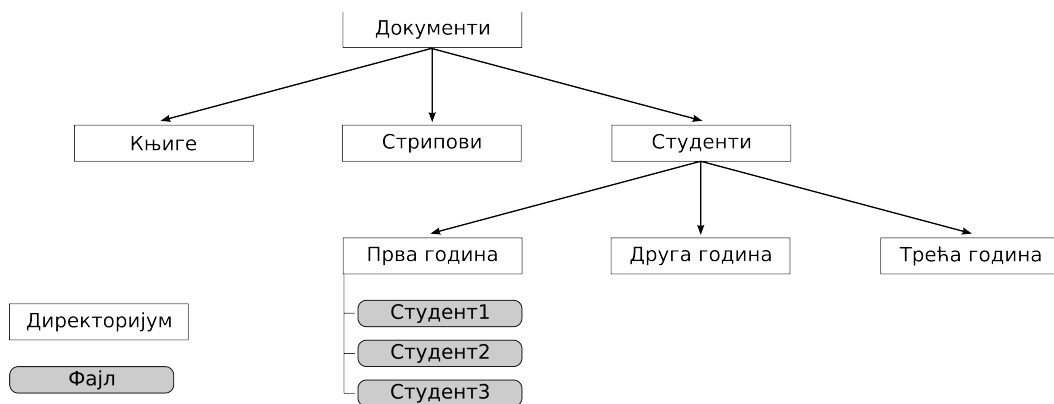 Документи
Књиге
Стрипови
Студенти
Прва година
Друга година
Трећа година
Студент1
Студент2
Студент3
Директоријум
Фајл